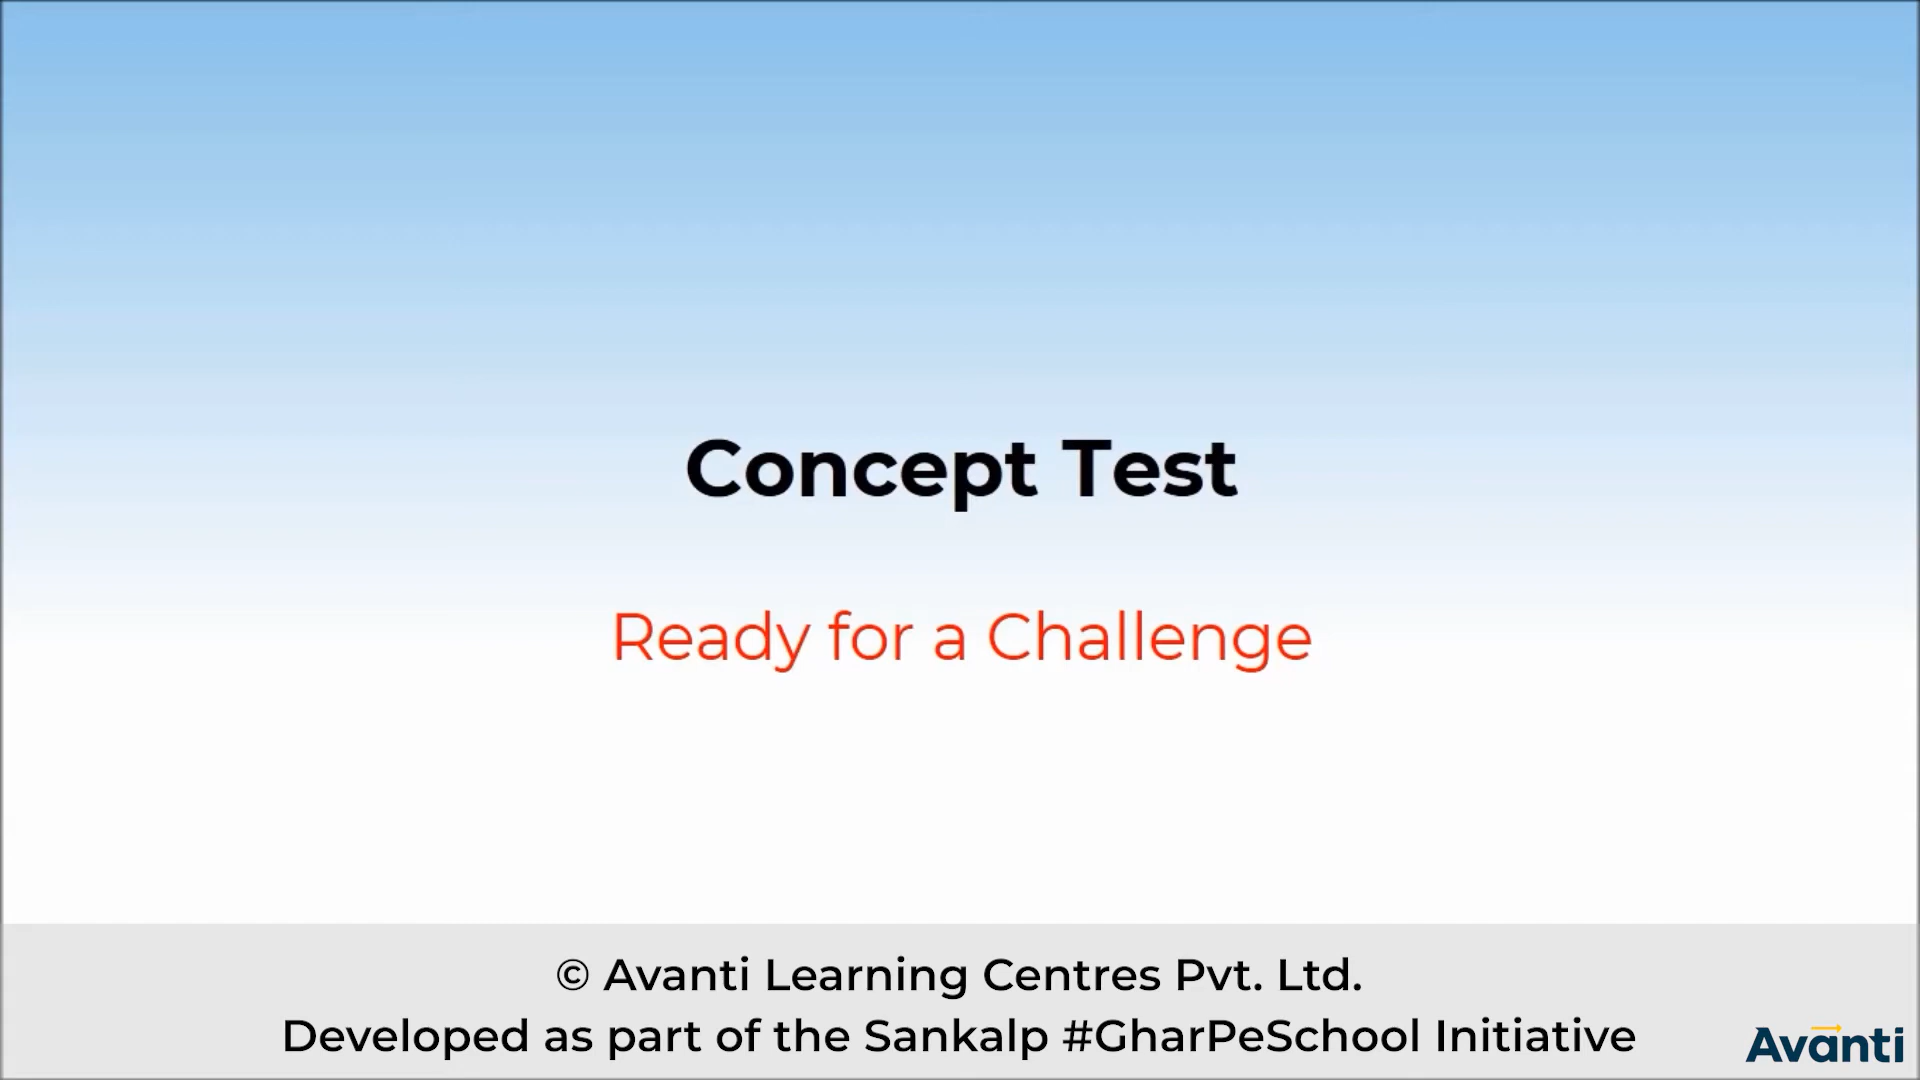 Concept Test
Ready for a Challenge
© Avanti Learning Centres Pvt. Ltd.
Developed as part of the Sankalp #GharPeSchool Initiative
Avanti